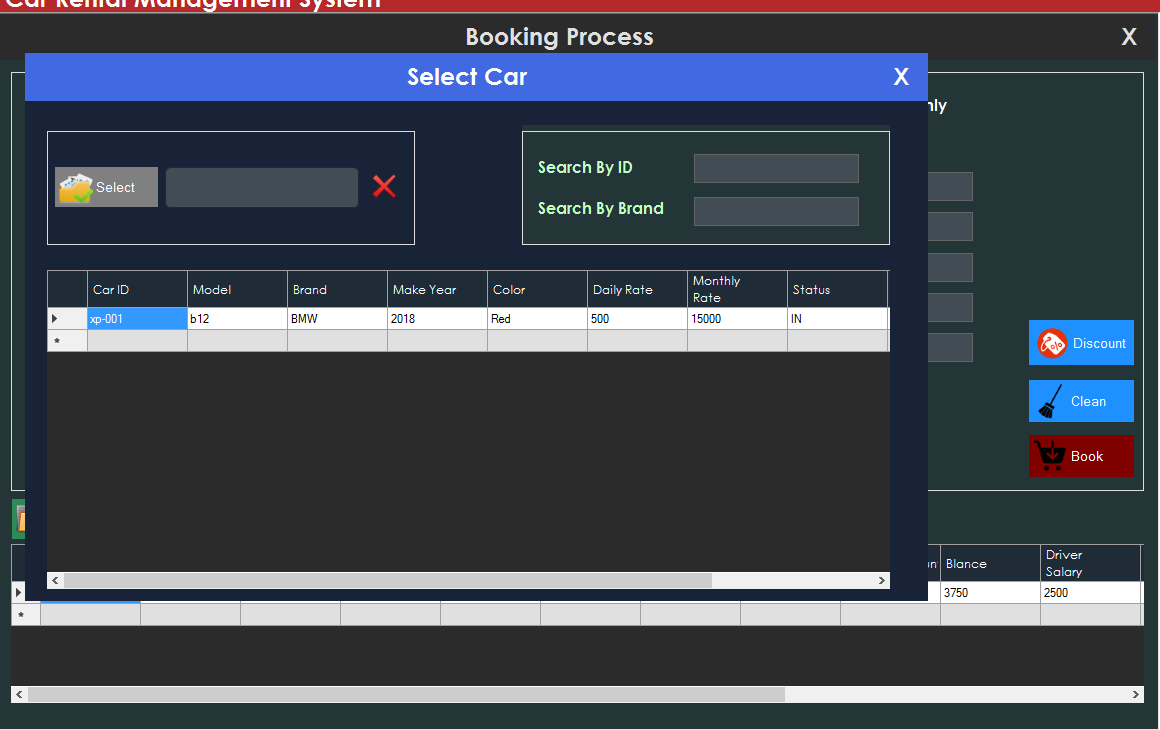 Car Rental Management System
Booking Process X
Select Car X
Select
Search By ID
Search By Brand
Car ID Model Brand Make Year Color Daily Rate Monthly Rate Status
xp-001 b12 BMW 2018 Red 500 15000 IN
*
Discount
Clean
Book
Blance Driver Salary
3750 2500
*